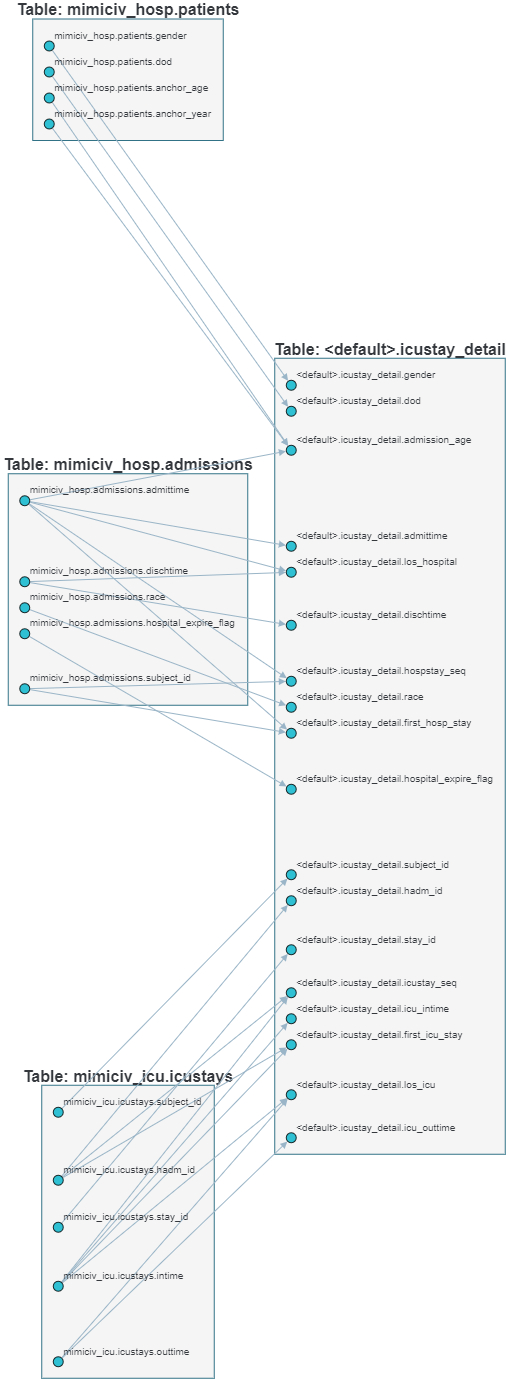 Table: mimiciv_hosp.patients
mimiciv_hosp.patients.gender
mimiciv_hosp.patients.dod
mimiciv_hosp.patients.anchor_age
mimiciv_hosp.patients.anchor_year
Table: <default>.icustay_detail
<default>.icustay_detail.gender
<default>.icustay_detail.dod
<default>.icustay_detail.admission_age
Table: mimiciv_hosp.admissions
mimiciv_hosp.admissions.admittime
mimiciv_hosp.admissions.dischtime
mimiciv_hosp.admissions.race
mimiciv_hosp.admissions.hospital_expire_flag
mimiciv_hosp.admissions.subject_id
<default>.icustay_detail.admittime
<default>.icustay_detail.los_hospital
<default>.icustay_detail.dischtime
<default>.icustay_detail.hospstay_seq
<default>.icustay_detail.race
<default>.icustay_detail.first_hosp_stay
<default>.icustay_detail.hospital_expire_flag
<default>.icustay_detail.subject_id
<default>.icustay_detail.hadm_id
<default>.icustay_detail.stay_id
<default>.icustay_detail.icustay_seq
<default>.icustay_detail.icu_intime
<default>.icustay_detail.first_icu_stay
<default>.icustay_detail.los_icu
<default>.icustay_detail.icu_outtime
Table: mimiciv_icu.icustays
mimiciv_icu.icustays.subject_id
mimiciv_icu.icustays.hadm_id
mimiciv_icu.icustays.stay_id
mimiciv_icu.icustays.intime
mimiciv_icu.icustays.outtime